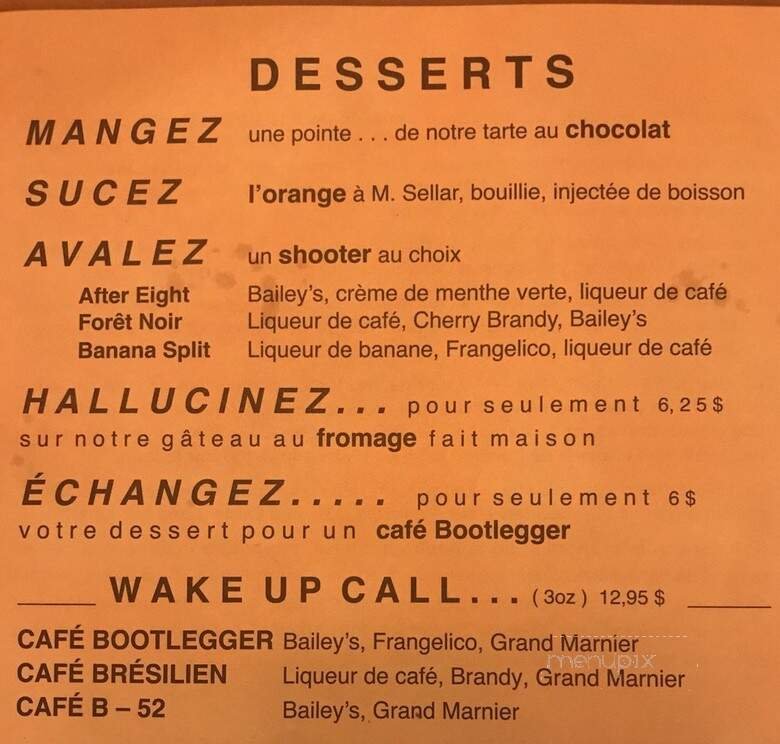 DESSERTS
MANGEZ une pointe . . . de notre tarte au chocolat
SUCEZ l'orange à M. Sellar, bouillie, injectée de boisson
AVALEZ un shooter au choix
After Eight Bailey's, crème de menthe verte, liqueur de café
Forêt Noir Liqueur de café, Cherry Brandy, Bailey's
Banana Split Liqueur de banane, Frangelico, liqueur de café
HALLUCINEZ... pour seulement 6,25$
sur notre gâteau au fromage fait maison
ÉCHANGEZ..... pour seulement 6$
votre dessert pour un café Bootlegger
WAKE UP CALL... (3oz) 12,95 $
CAFÉ BOOTLEGGER Bailey's, Frangelico, Grand Marnier
menupix
CAFÉ BRÉSILIEN Liqueur de café, Brandy, Grand Marnier
CAFÉ B – 52 Bailey's, Grand Marnier